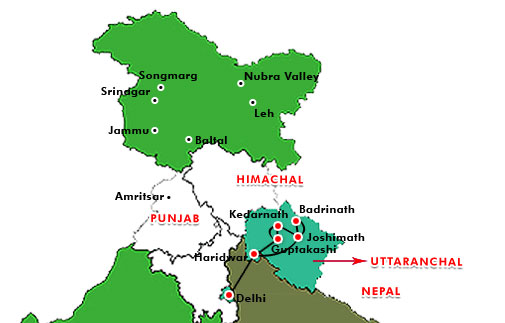 Songmarg
Nubra Valley
Srindgar
Leh
Jammu
Baltal
HIMACHAL
Amritsar
PUNJAB
Badrinath
Kedarnath
Joshimath
Guptakashi
Haridwar
UTTARANCHAL
NEPAL
Delhi